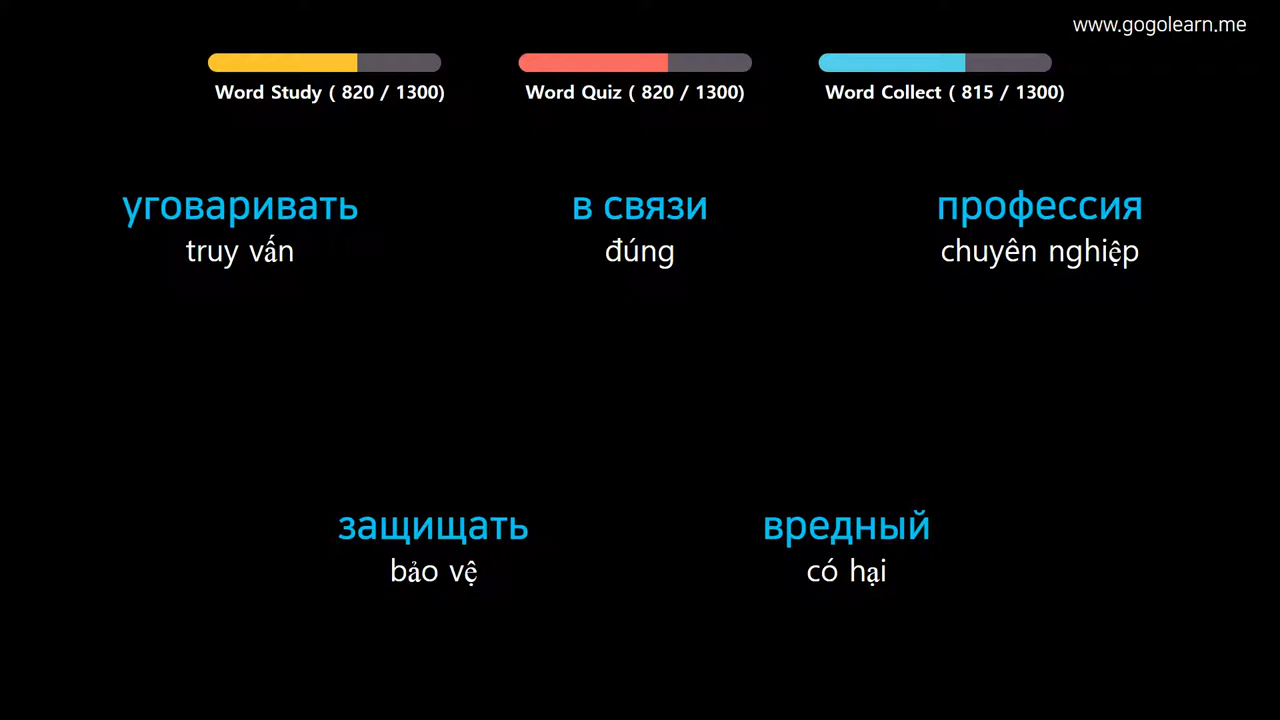 www.gogolearn.me
Word Study ( 820 / 1300)
Word Quiz ( 820 / 1300)
Word Collect ( 815 / 1300)
уговаривать
truy vấn
в связи
đúng
профессия
chuyên nghiệp
защищать
bảo vệ
вредный
có hại